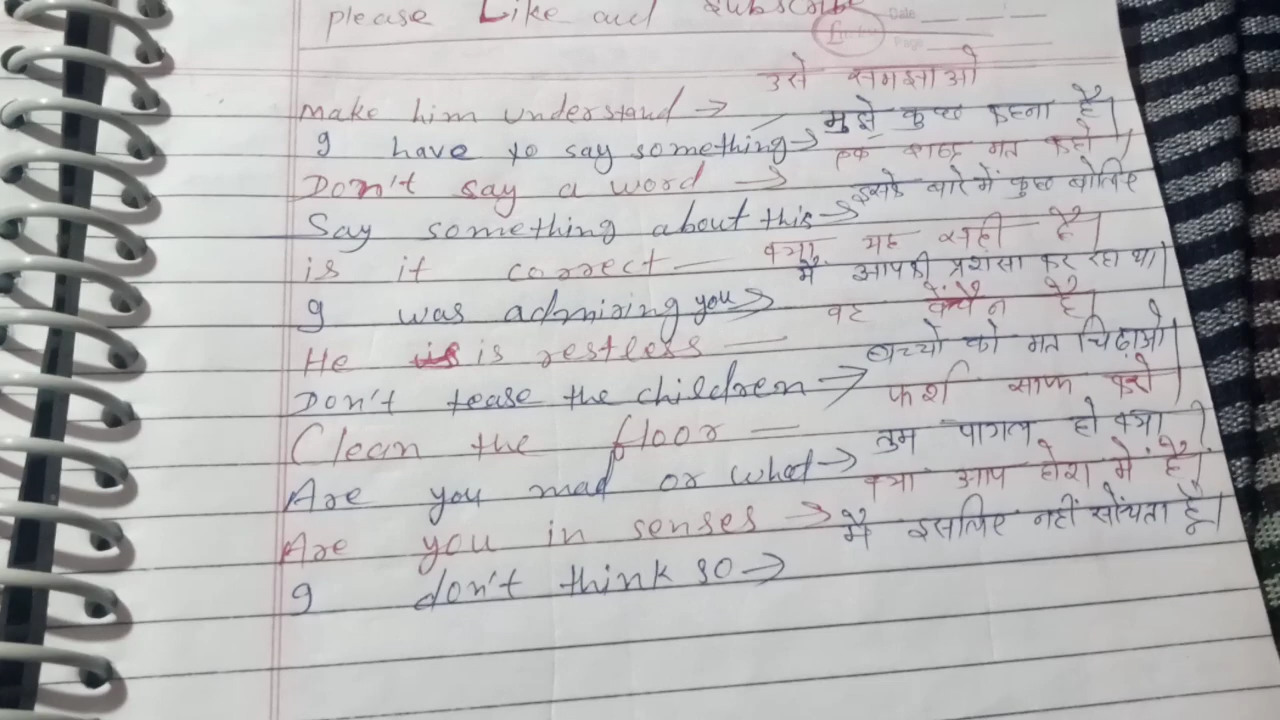 please Like and subscribe
Date
Page
make him understand → उसे समझाओ
I have to say something → मुझे कुछ कहना है।
Don't say a word → एक शब्द मत कहो।
Say something about this → इसके बारे में कुछ बोलिए
is it correct — क्या यह सही है।
I was admiring you → मैं आपकी प्रशंसा कर रहा था।
He is restless — वह बेचैन है।
Don't tease the children → बच्चो को मत चिढ़ाओ।
Clean the floor — फर्श साफ करो।
Are you mad or what → तुम पागल हो क्या।
Are you in senses → क्या आप होश में हैं।
I don't think so → मै इसलिए नहीं सोंचता हूँ।